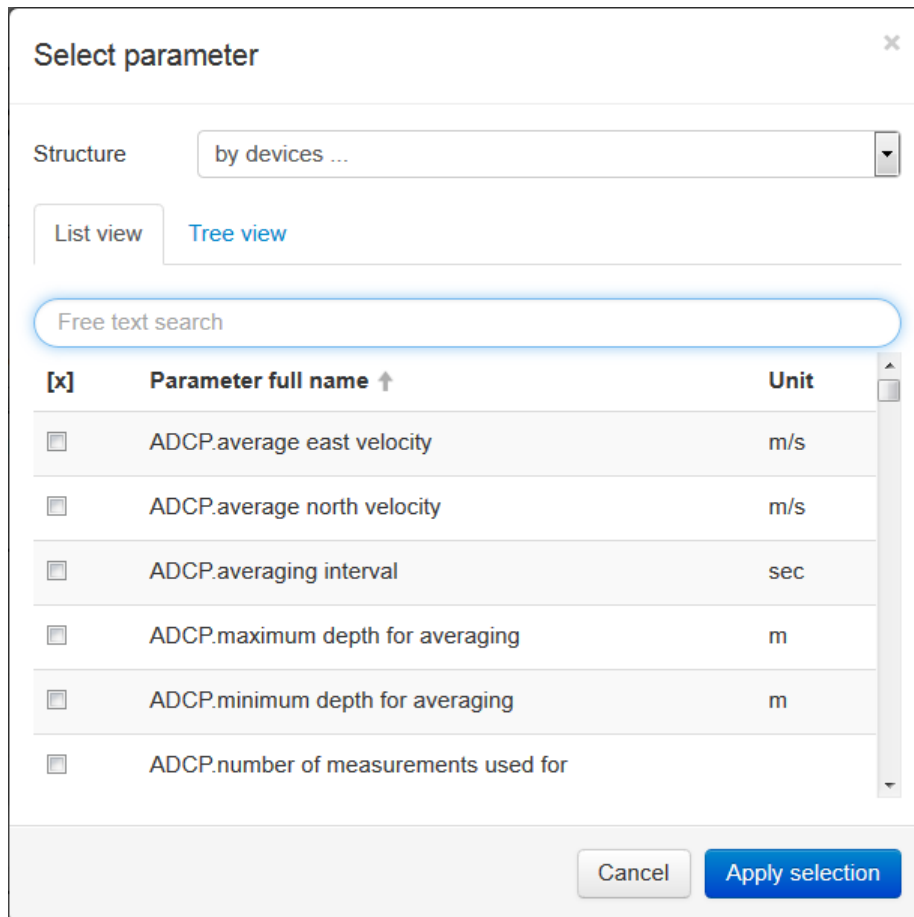 Select parameter
×
Structure
by devices ...
List view
Tree view
Free text search
[x] Parameter full name Unit
ADCP.average east velocity m/s
ADCP.average north velocity m/s
ADCP.averaging interval sec
ADCP.maximum depth for averaging m
ADCP.minimum depth for averaging m
ADCP.number of measurements used for
Cancel Apply selection